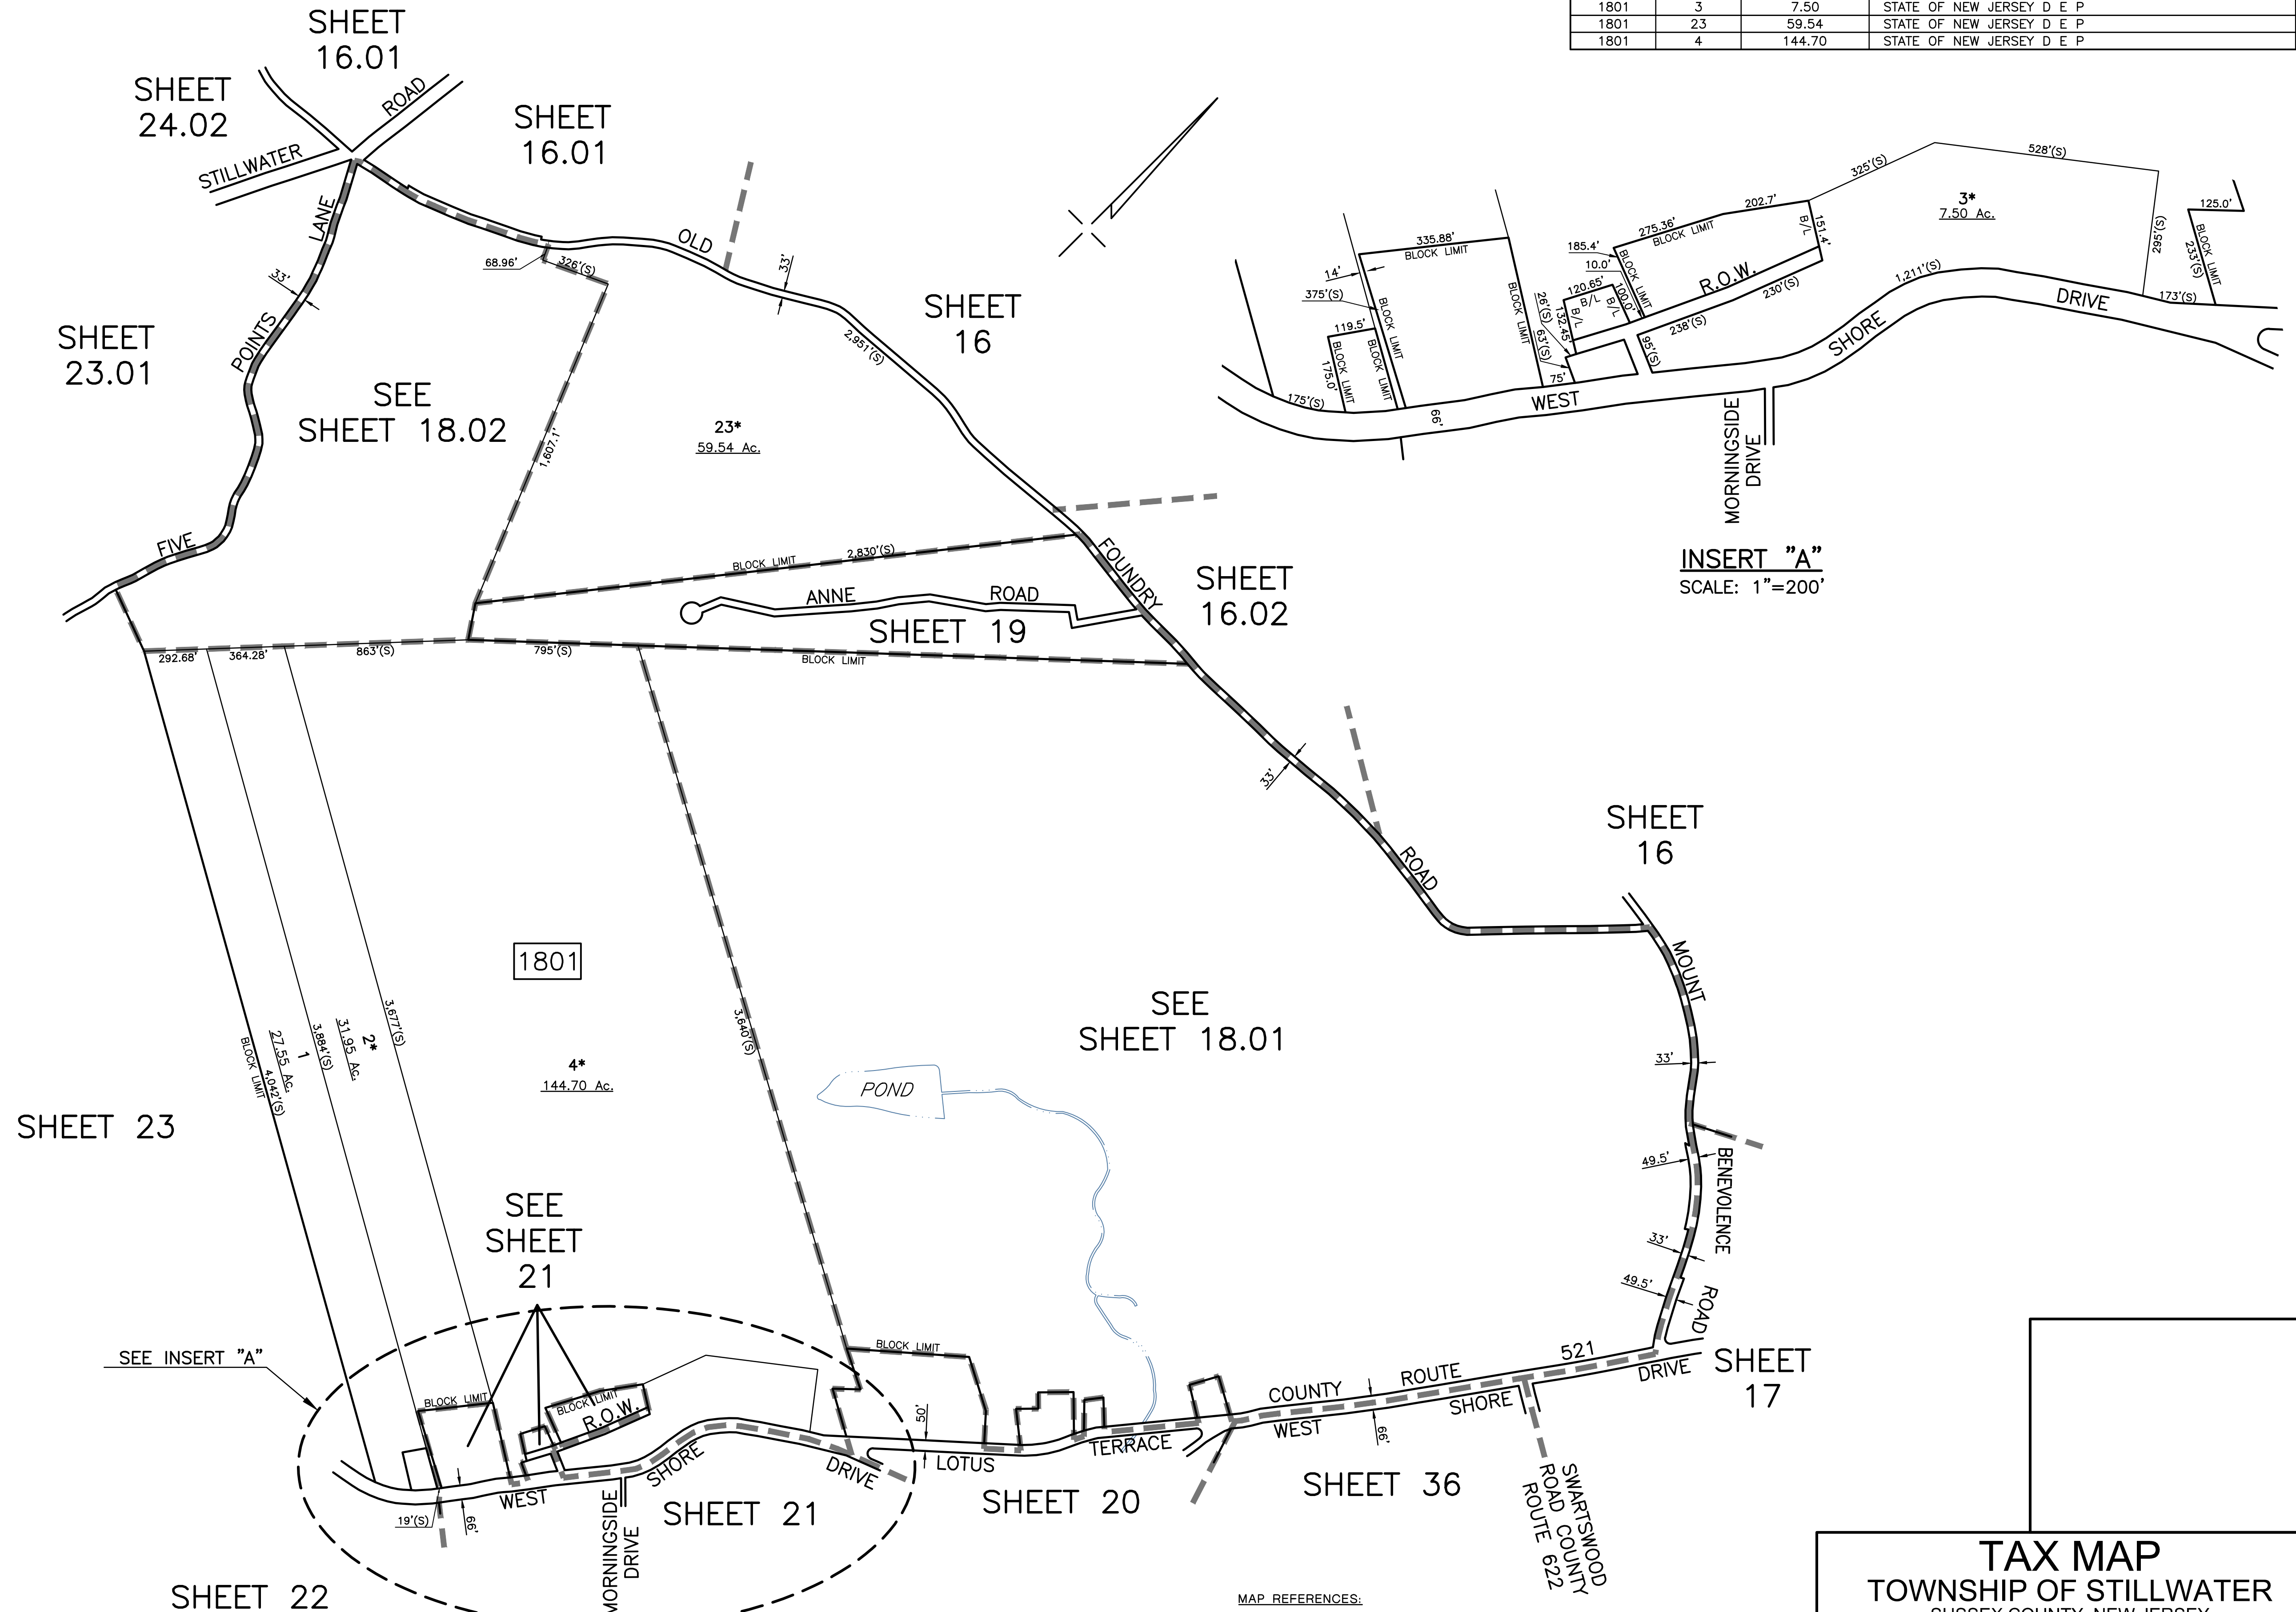 1801 3 7.50 STATE OF NEW JERSEY D E P
1801 23 59.54 STATE OF NEW JERSEY D E P
1801 4 144.70 STATE OF NEW JERSEY D E P
SHEET
16.01
SHEET
24.02
ROAD
STILLWATER
SHEET
16.01
LANE
33'
POINTS
FIVE
SHEET
23.01
SEE
SHEET 18.02
68.96'
326'(S)
OLD
33'
SHEET
16
2,951'(S)
1,607.1'
23*
59.54 Ac.
BLOCK LIMIT
2,830'(S)
ANNE ROAD
SHEET 19
FOUNDRY
SHEET
16.02
292.68'
364.28'
863'(S)
795'(S)
BLOCK LIMIT
335.88'
BLOCK LIMIT
14'
375'(S)
119.5'
BLOCK LIMIT
175.0'
BLOCK LIMIT
BLOCK LIMIT
BLOCK LIMIT
175'(S)
66'
185.4'
10.0'
BLOCK LIMIT
275.36'
BLOCK LIMIT
202.7'
B/L
151.4'
120.65'
B/L
B/L
B/L
100.0'
132.45'
26'(S)
63'(S)
75'
95'(S)
238'(S)
230'(S)
R.O.W.
325'(S)
528'(S)
3*
7.50 Ac.
295'(S)
125.0'
BLOCK LIMIT
233'(S)
173'(S)
1,211'(S)
WEST
SHORE
DRIVE
MORNINGSIDE
DRIVE
INSERT "A"
SCALE: 1"=200'
33'
ROAD
SHEET
16
MOUNT
33'
49.5'
BENEVOLENCE
33'
49.5'
ROAD
1801
SEE
SHEET 18.01
3,640'(S)
4*
144.70 Ac.
POND
3,677'(S)
2*
31.95 Ac.
3,884'(S)
1
27.55 Ac.
4,042'(S)
BLOCK LIMIT
SHEET 23
SEE
SHEET
21
SEE INSERT "A"
BLOCK LIMIT
BLOCK LIMIT
R.O.W.
BLOCK LIMIT
50'
19'(S)
66'
WEST
SHORE
DRIVE
MORNINGSIDE
DRIVE
SHEET 21
SHEET 22
LOTUS
TERRACE
SHEET 20
COUNTY
ROUTE
521
WEST
SHORE
DRIVE
66'
SHEET 36
SHEET
17
SWARTSWOOD
ROAD COUNTY
ROUTE 622
MAP REFERENCES:
TAX MAP
TOWNSHIP OF STILLWATER
SUSSEX COUNTY, NEW JERSEY